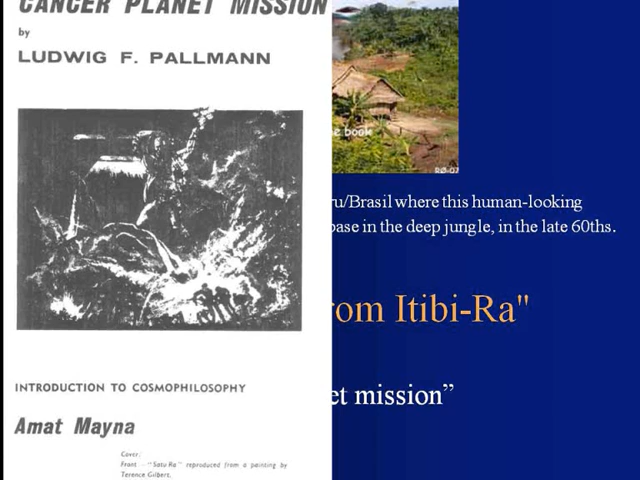 CANCER PLANET MISSION
by
LUDWIG F. PALLMANN
INTRODUCTION TO COSMOPHILOSOPHY
Amat Mayna
Cover:
Front - "Satu Ra" reproduced from a painting by
Terence Gilbert.
e book
RØ-07
ru/Brasil where this human-looking
base in the deep jungle, in the late 60ths.
rom Itibi-Ra"
et mission”